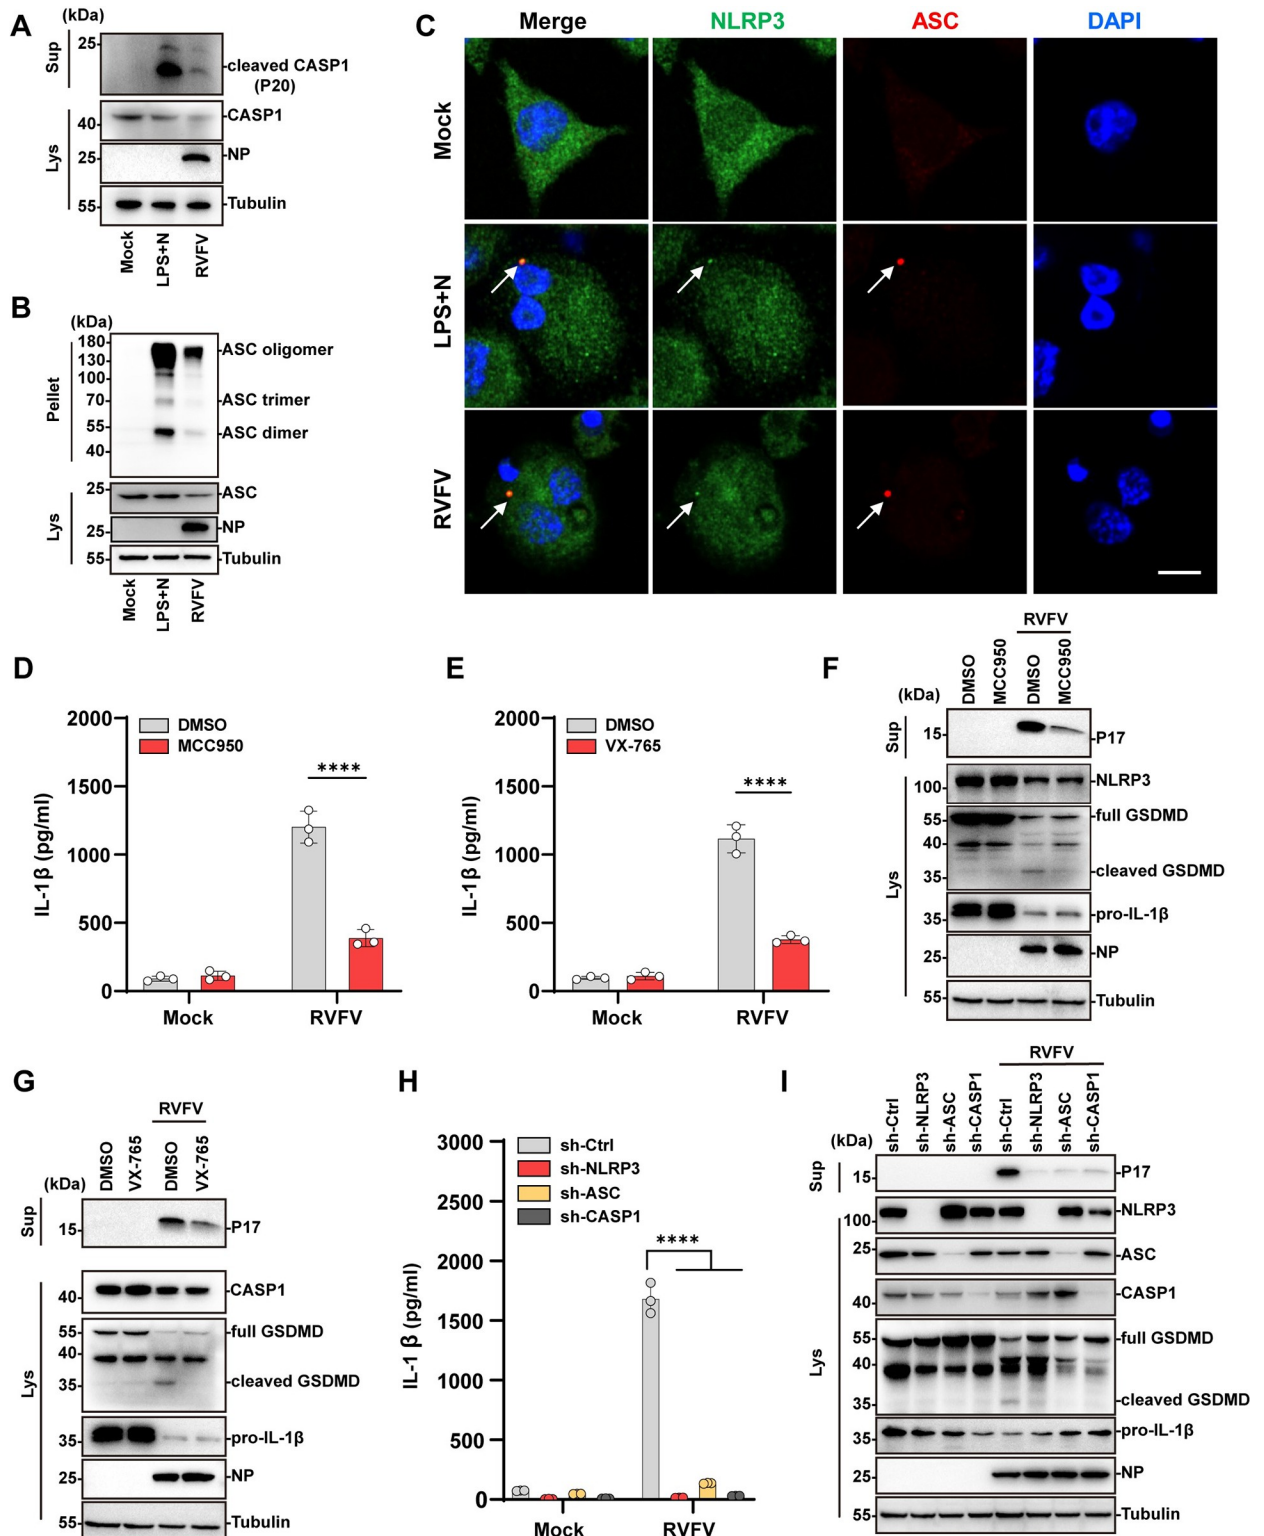 A
(kDa)
Sup
25
cleaved CASP1
(P20)
Lys
40
CASP1
25
NP
55
Tubulin
Mock
LPS+N
RVFV
B
(kDa)
Pellet
180
130
100
70
55
40
ASC oligomer
ASC trimer
ASC dimer
Lys
25
ASC
25
NP
55
Tubulin
Mock
LPS+N
RVFV
C
Merge NLRP3 ASC DAPI
Mock
LPS+N
RVFV
D
IL-1β (pg/ml)
2000
1500
1000
500
0
DMSO
MCC950
****
Mock RVFV
E
IL-1β (pg/ml)
2000
1500
1000
500
0
DMSO
VX-765
****
Mock RVFV
F
RVFV
DMSO
MCC950
DMSO
MCC950
(kDa)
Sup
15
P17
Lys
100
NLRP3
55
full GSDMD
40
35
cleaved GSDMD
35
pro-IL-1β
25
NP
55
Tubulin
G
RVFV
DMSO
VX-765
DMSO
VX-765
(kDa)
Sup
15
P17
Lys
40
CASP1
55
full GSDMD
40
35
cleaved GSDMD
35
pro-IL-1β
25
NP
55
Tubulin
H
IL-1 β (pg/ml)
3000
2500
2000
1500
1000
500
0
sh-Ctrl
sh-NLRP3
sh-ASC
sh-CASP1
****
Mock RVFV
I
RVFV
sh-Ctrl
sh-NLRP3
sh-ASC
sh-CASP1
sh-Ctrl
sh-NLRP3
sh-ASC
sh-CASP1
(kDa)
Sup
15
P17
Lys
100
NLRP3
25
ASC
40
CASP1
55
full GSDMD
40
35
cleaved GSDMD
35
pro-IL-1β
25
NP
55
Tubulin